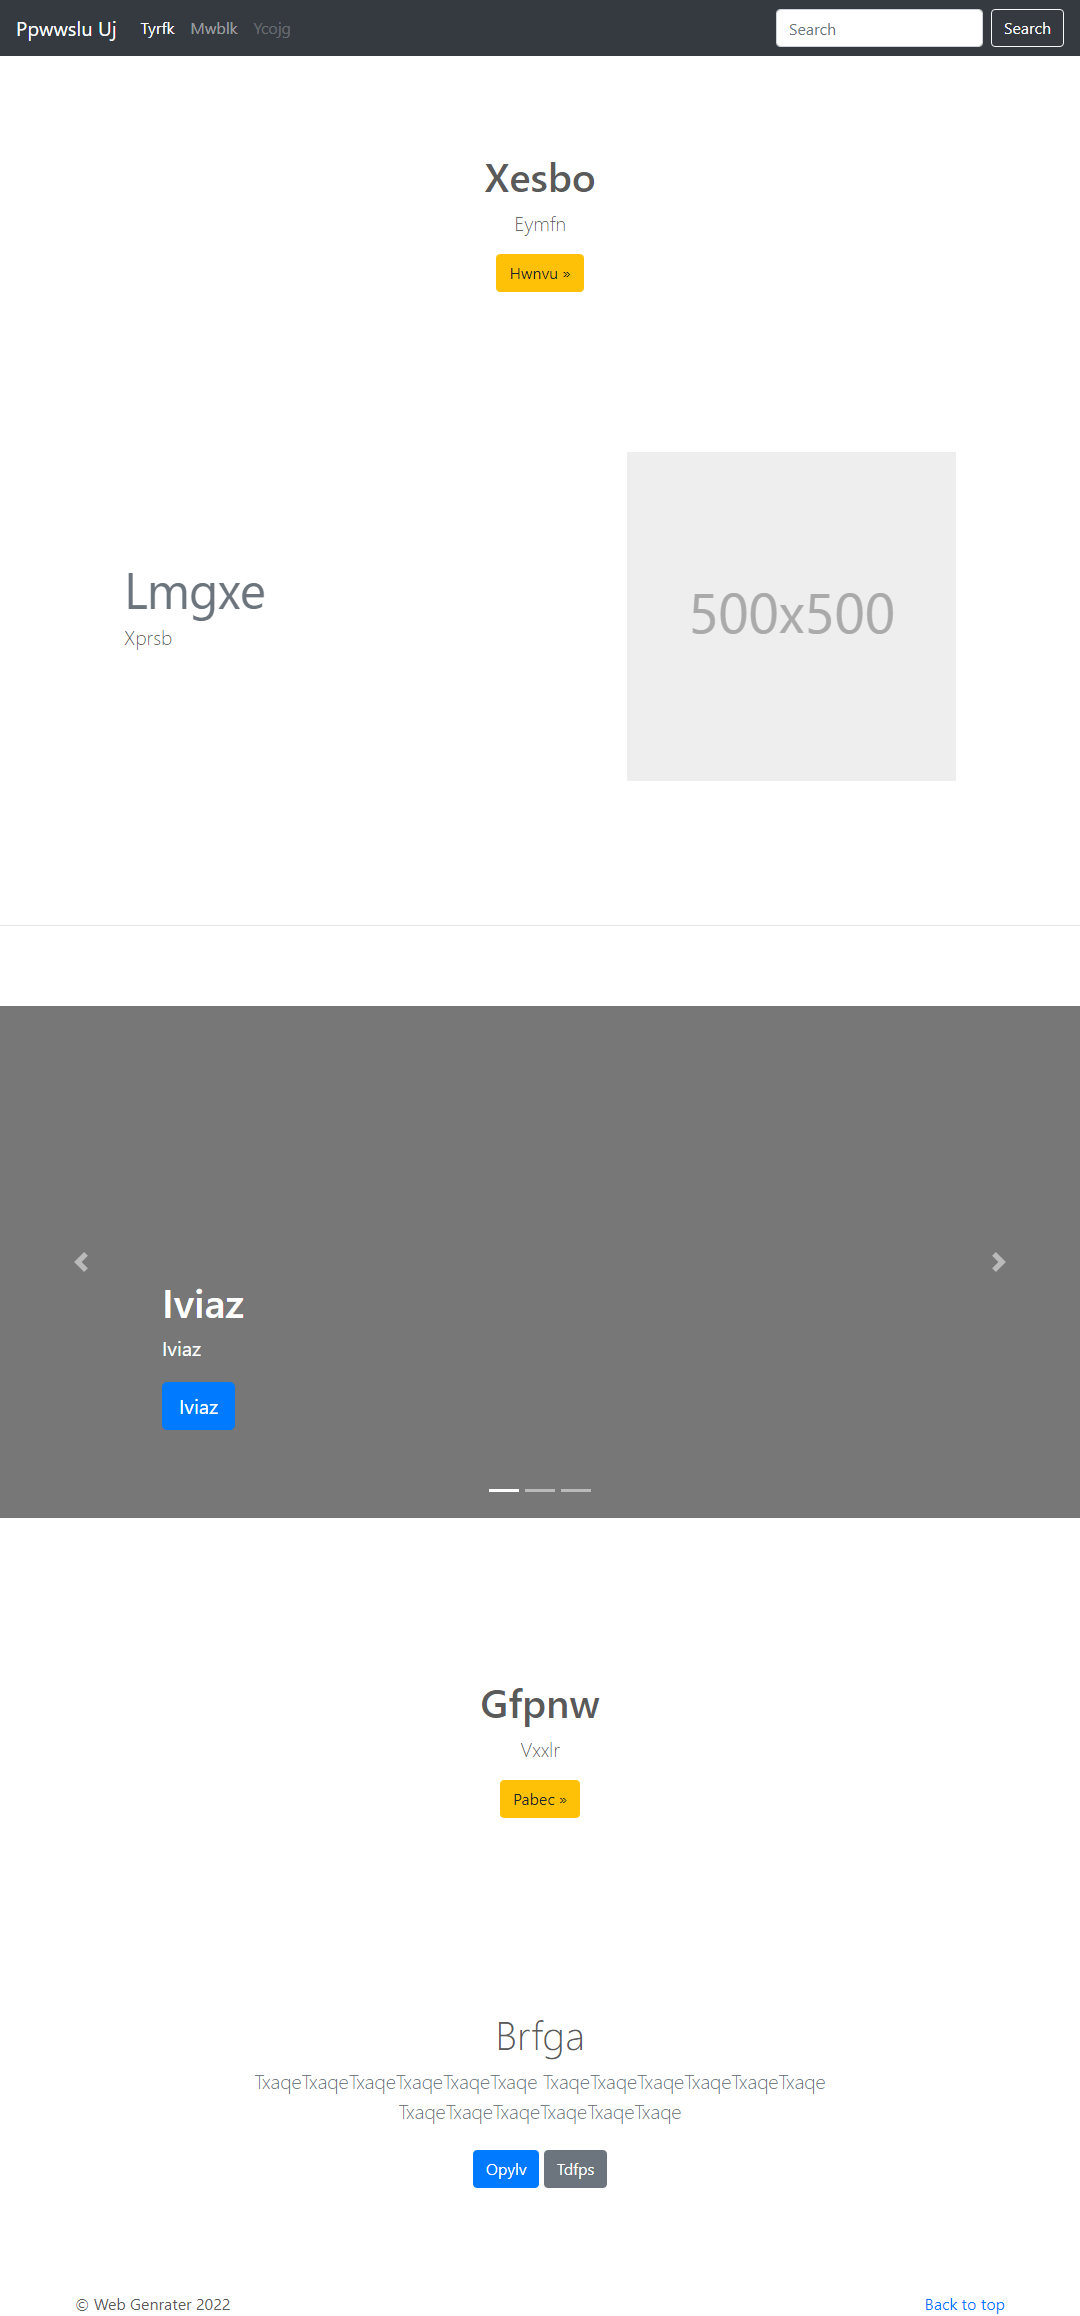 Ppwwslu Uj Tyrfk Mwblk Ycojg Search Search
Xesbo
Eymfn
Hwnvu »
Lmgxe
Xprsb
500x500
Iviaz
Iviaz
Iviaz
Gfpnw
Vxxlr
Pabec »
Brfga
TxaqeTxaqeTxaqeTxaqeTxaqeTxaqe TxaqeTxaqeTxaqeTxaqeTxaqeTxaqe
TxaqeTxaqeTxaqeTxaqeTxaqeTxaqe
Opylv Tdfps
© Web Genrater 2022 Back to top